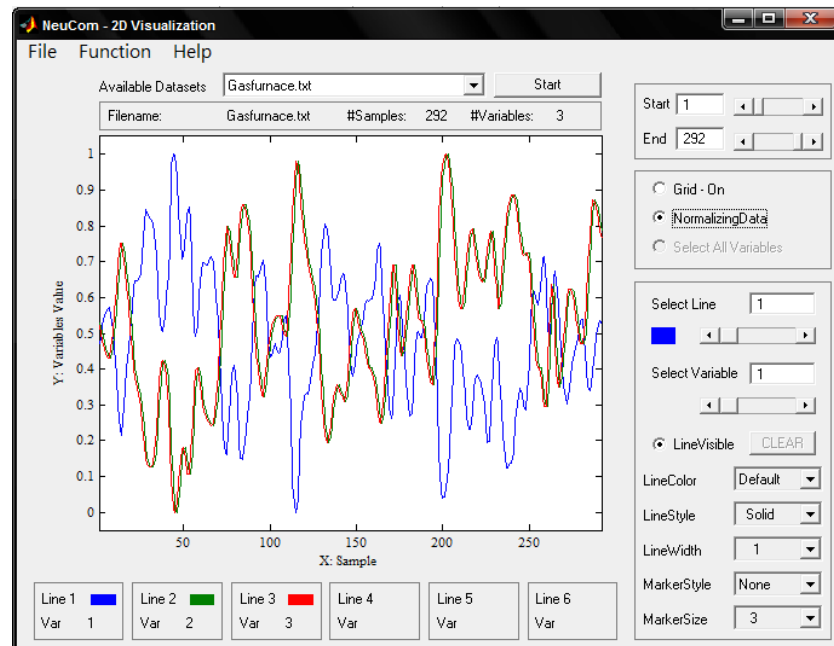 NeuCom - 2D Visualization
File Function Help
Available Datasets Gasfurnace.txt Start
Filename: Gasfurnace.txt #Samples: 292 #Variables: 3
Start 1
End 292
Grid - On
NormalizingData
Select All Variables
Select Line 1
Select Variable 1
LineVisible CLEAR
LineColor Default
LineStyle Solid
LineWidth 1
MarkerStyle None
MarkerSize 3
Y: Variables Value
1
0.9
0.8
0.7
0.6
0.5
0.4
0.3
0.2
0.1
0
50 100 150 200 250
X: Sample
Line 1 Line 2 Line 3 Line 4 Line 5 Line 6
Var 1 Var 2 Var 3 Var Var Var